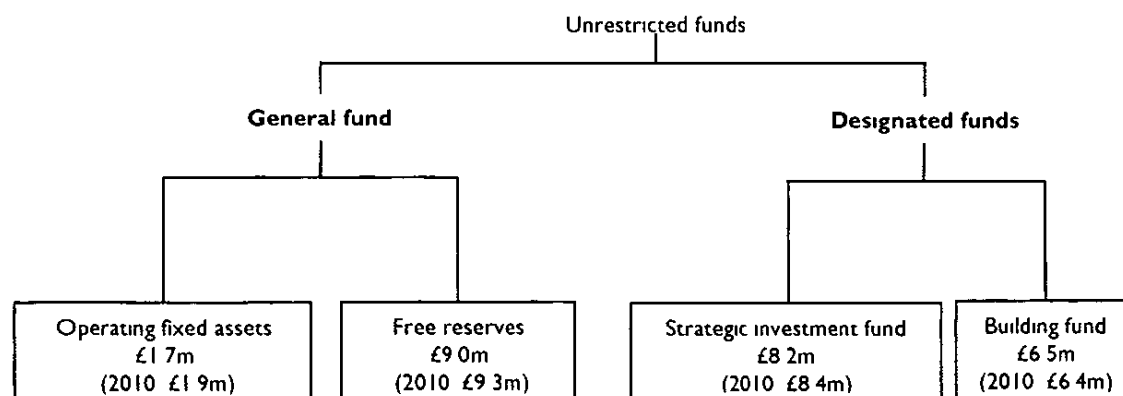 Unrestricted funds
General fund
Designated funds
Operating fixed assets
£1 7m
(2010 £1 9m)
Free reserves
£9 0m
(2010 £9 3m)
Strategic investment fund
£8 2m
(2010 £8 4m)
Building fund
£6 5m
(2010 £6 4m)